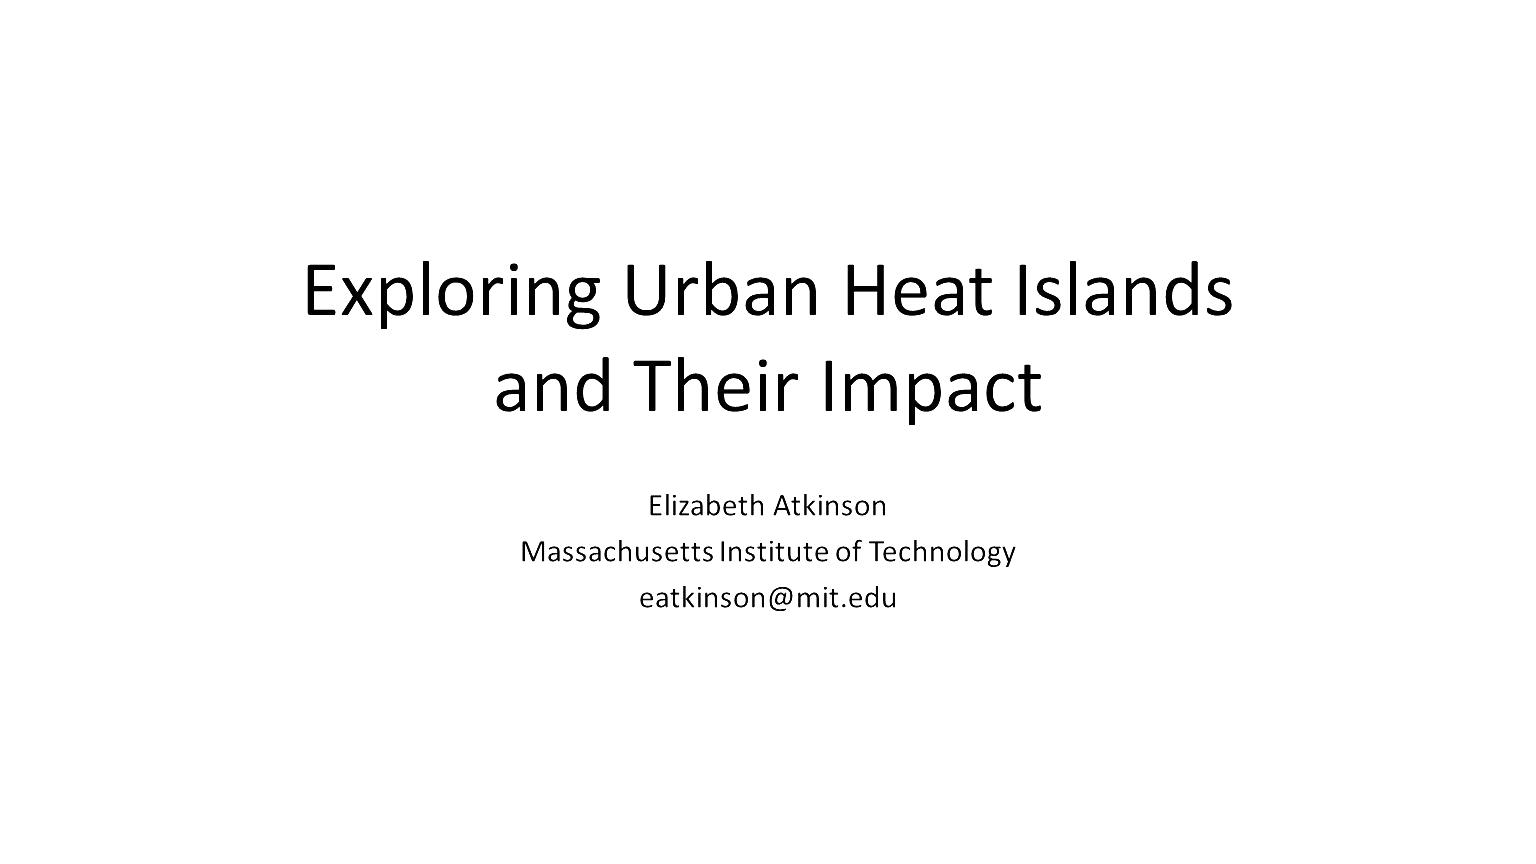 Exploring Urban Heat Islands
and Their Impact
Elizabeth Atkinson
Massachusetts Institute of Technology
eatkinson@mit.edu